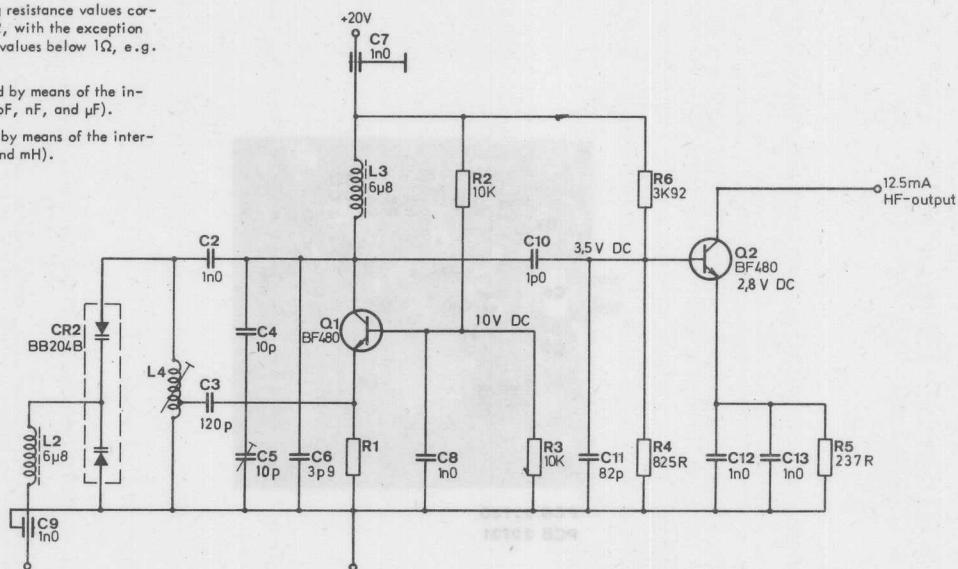 g resistance values cor-
2, with the exception
values below 1Ω, e.g.
d by means of the in-
pF, nF, and µF).
by means of the inter-
nd mH).
+20V
C7
1n0
L3
6µ8
R2
10K
R6
3K92
12.5mA
HF-output
C2
1n0
C10
1p0
3,5 V DC
Q2
BF480
2,8 V DC
CR2
BB204B
C4
10p
Q1
BF480
10V DC
L4
C3
120p
L2
6µ8
C5
10p
C6
3p9
R1
C8
1n0
R3
10K
C11
82p
R4
825R
C12
1n0
C13
1n0
R5
237R
C9
1n0